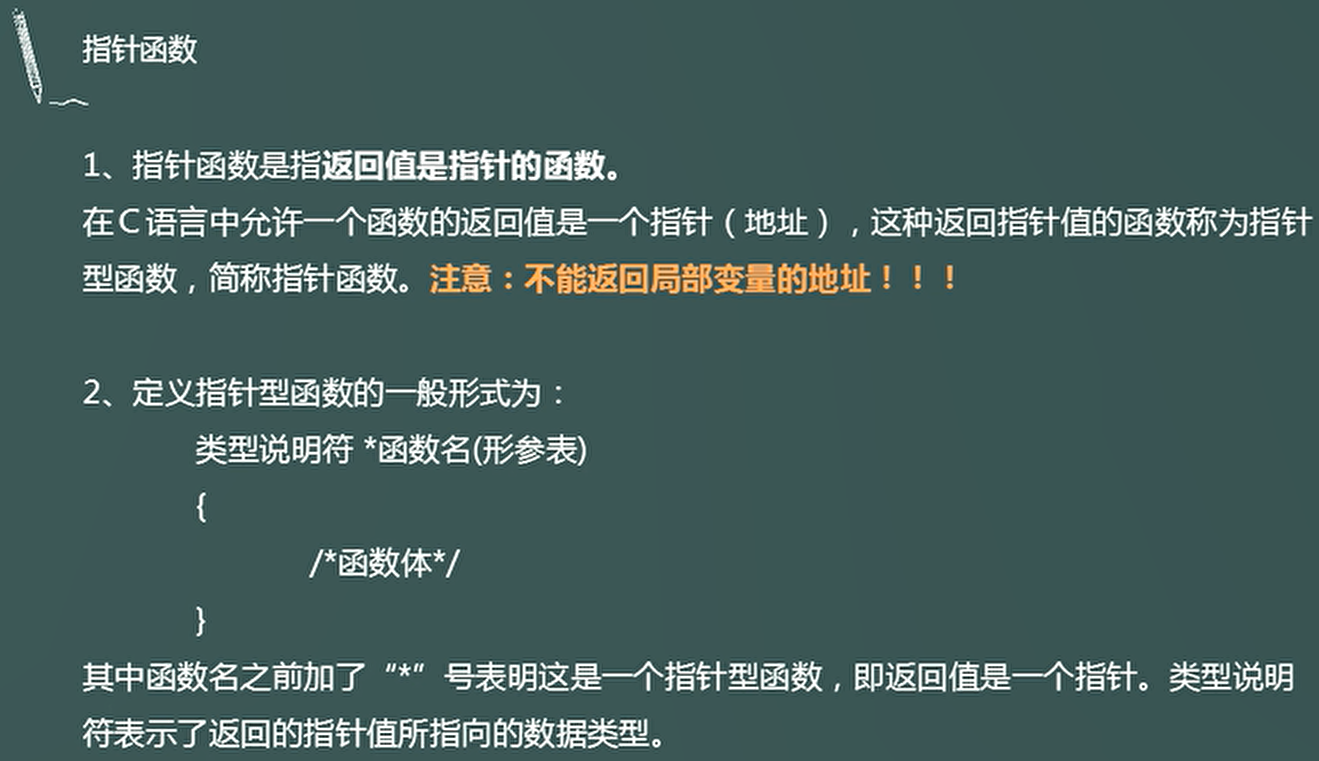 指针函数
1、指针函数是指返回值是指针的函数。
在C语言中允许一个函数的返回值是一个指针(地址),这种返回指针值的函数称为指针
型函数,简称指针函数。注意:不能返回局部变量的地址!!!
2、定义指针型函数的一般形式为:
类型说明符 *函数名(形参表)
{
/*函数体*/
}
其中函数名之前加了“*”号表明这是一个指针型函数,即返回值是一个指针。类型说明
符表示了返回的指针值所指向的数据类型。